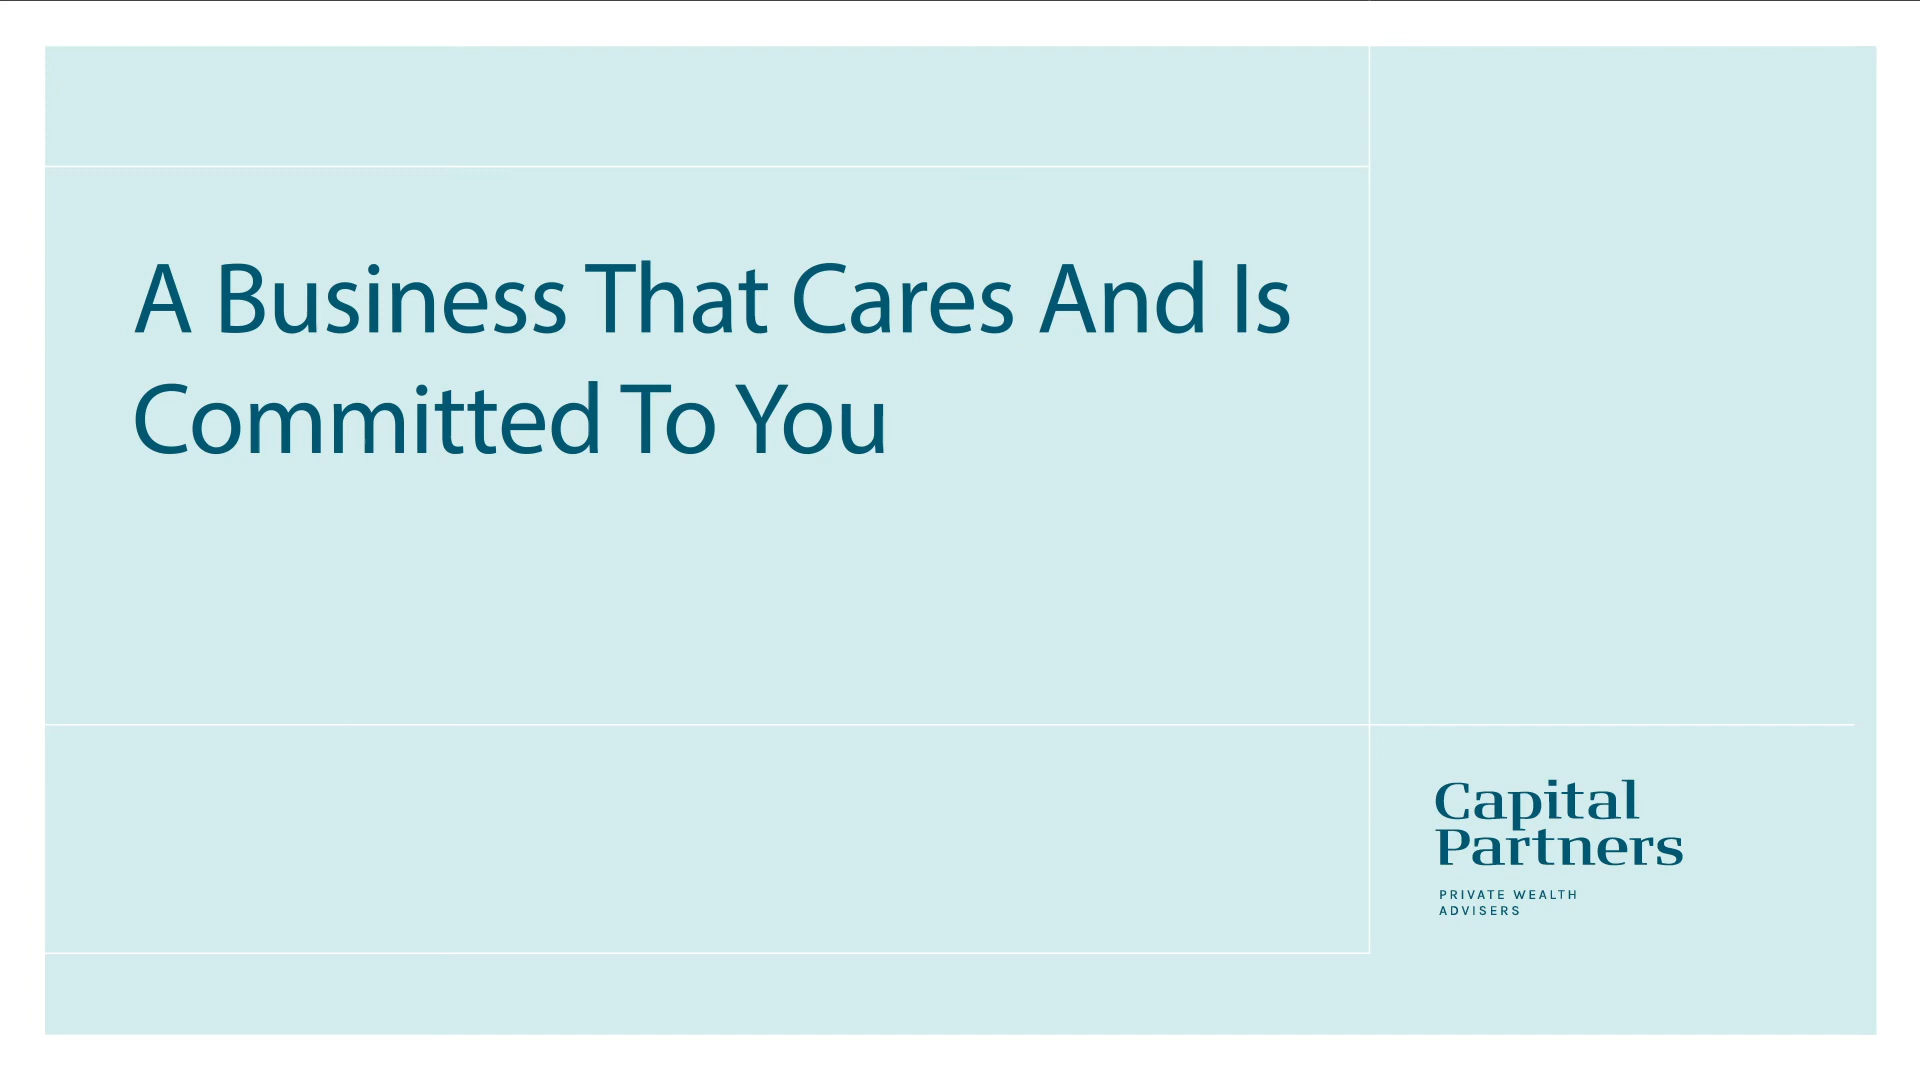 A Business That Cares And Is
Committed To You
Capital
Partners
PRIVATE WEALTH
ADVISERS